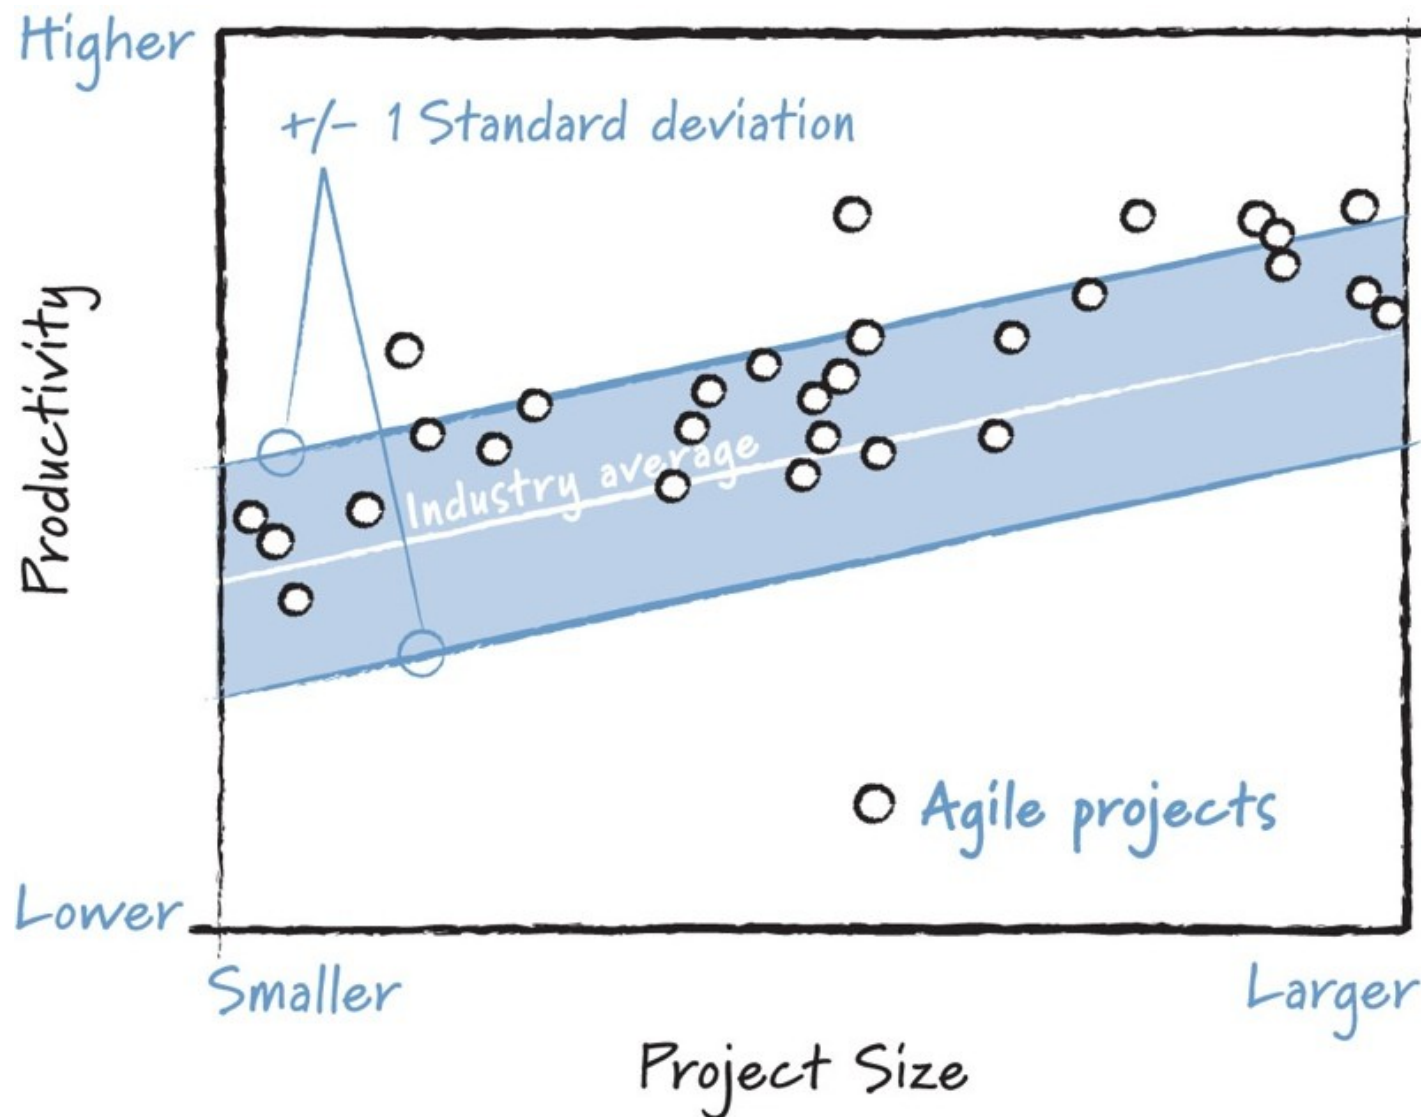 Higher
+/- 1 Standard deviation
Productivity
Industry average
Agile projects
Lower
Smaller
Larger
Project Size